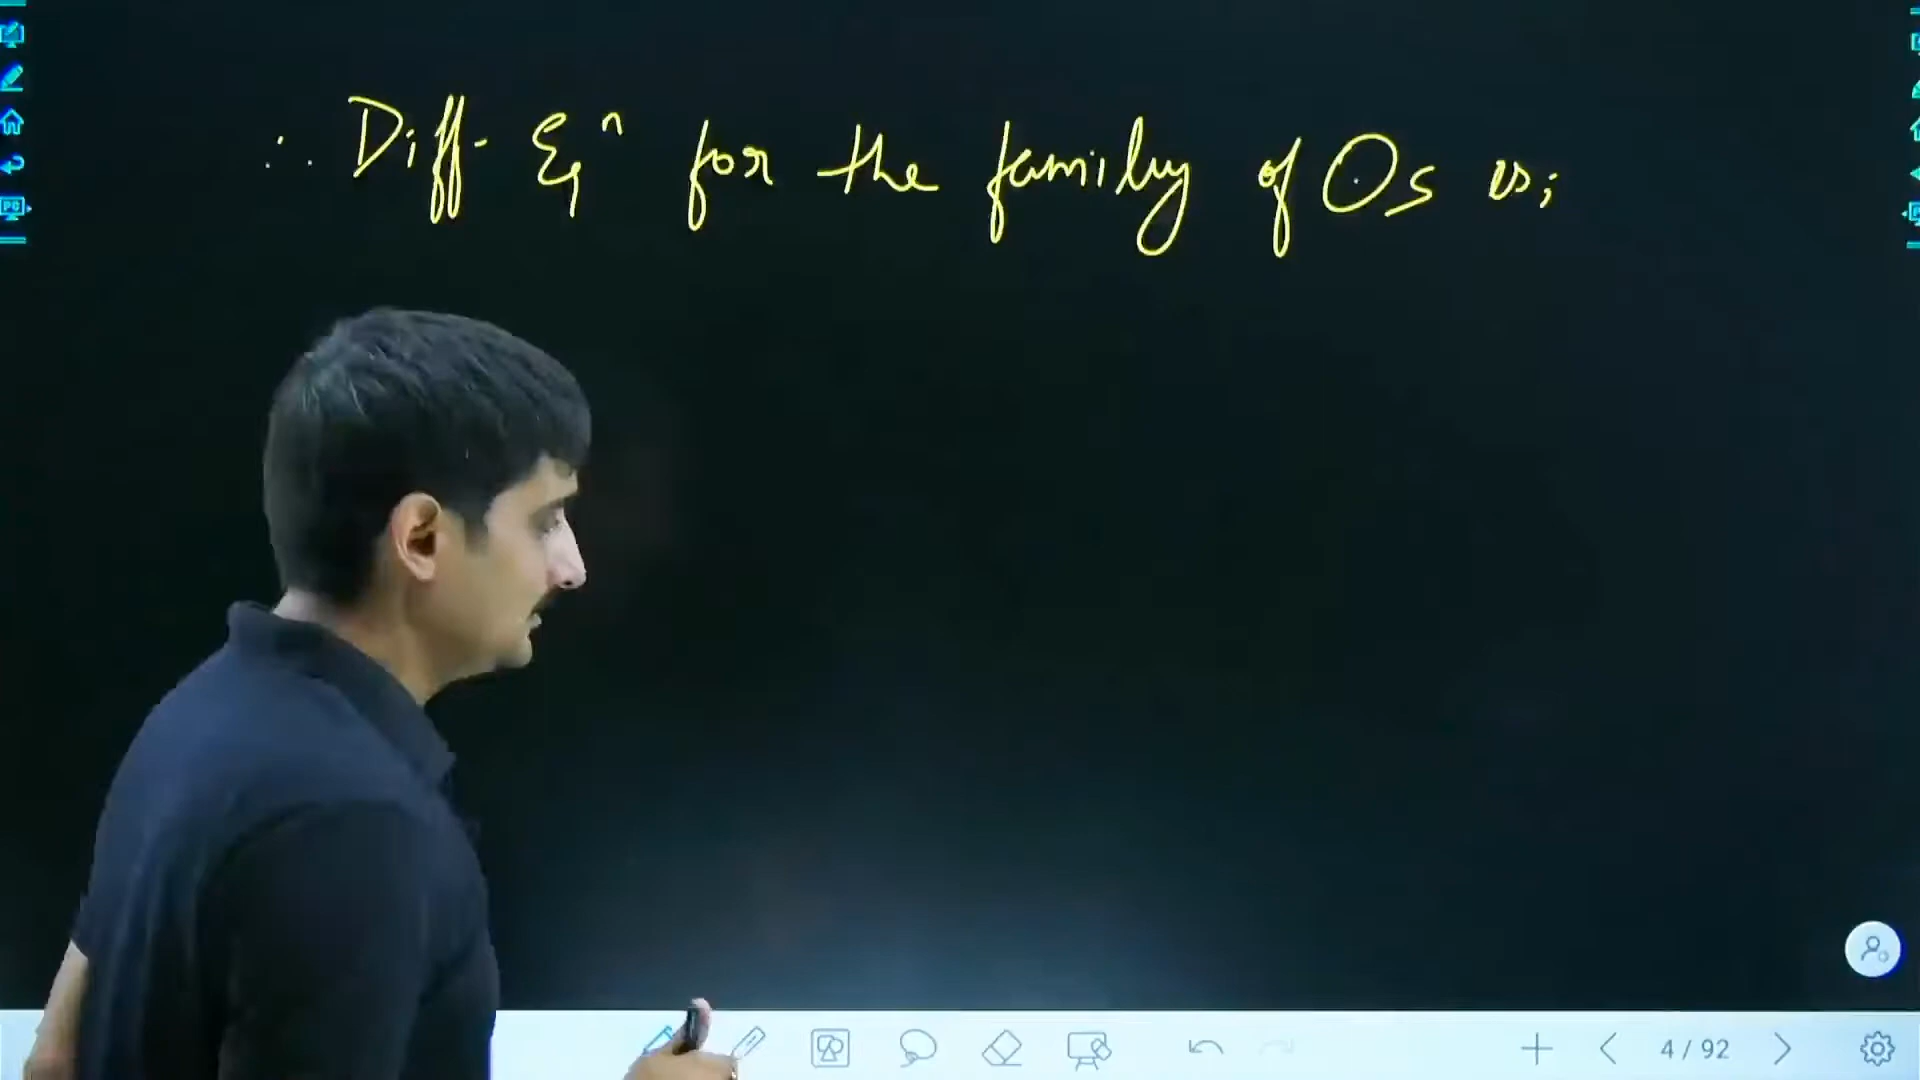 ∴ Diff. Eqⁿ for the family of ⊙s is;
4 / 92